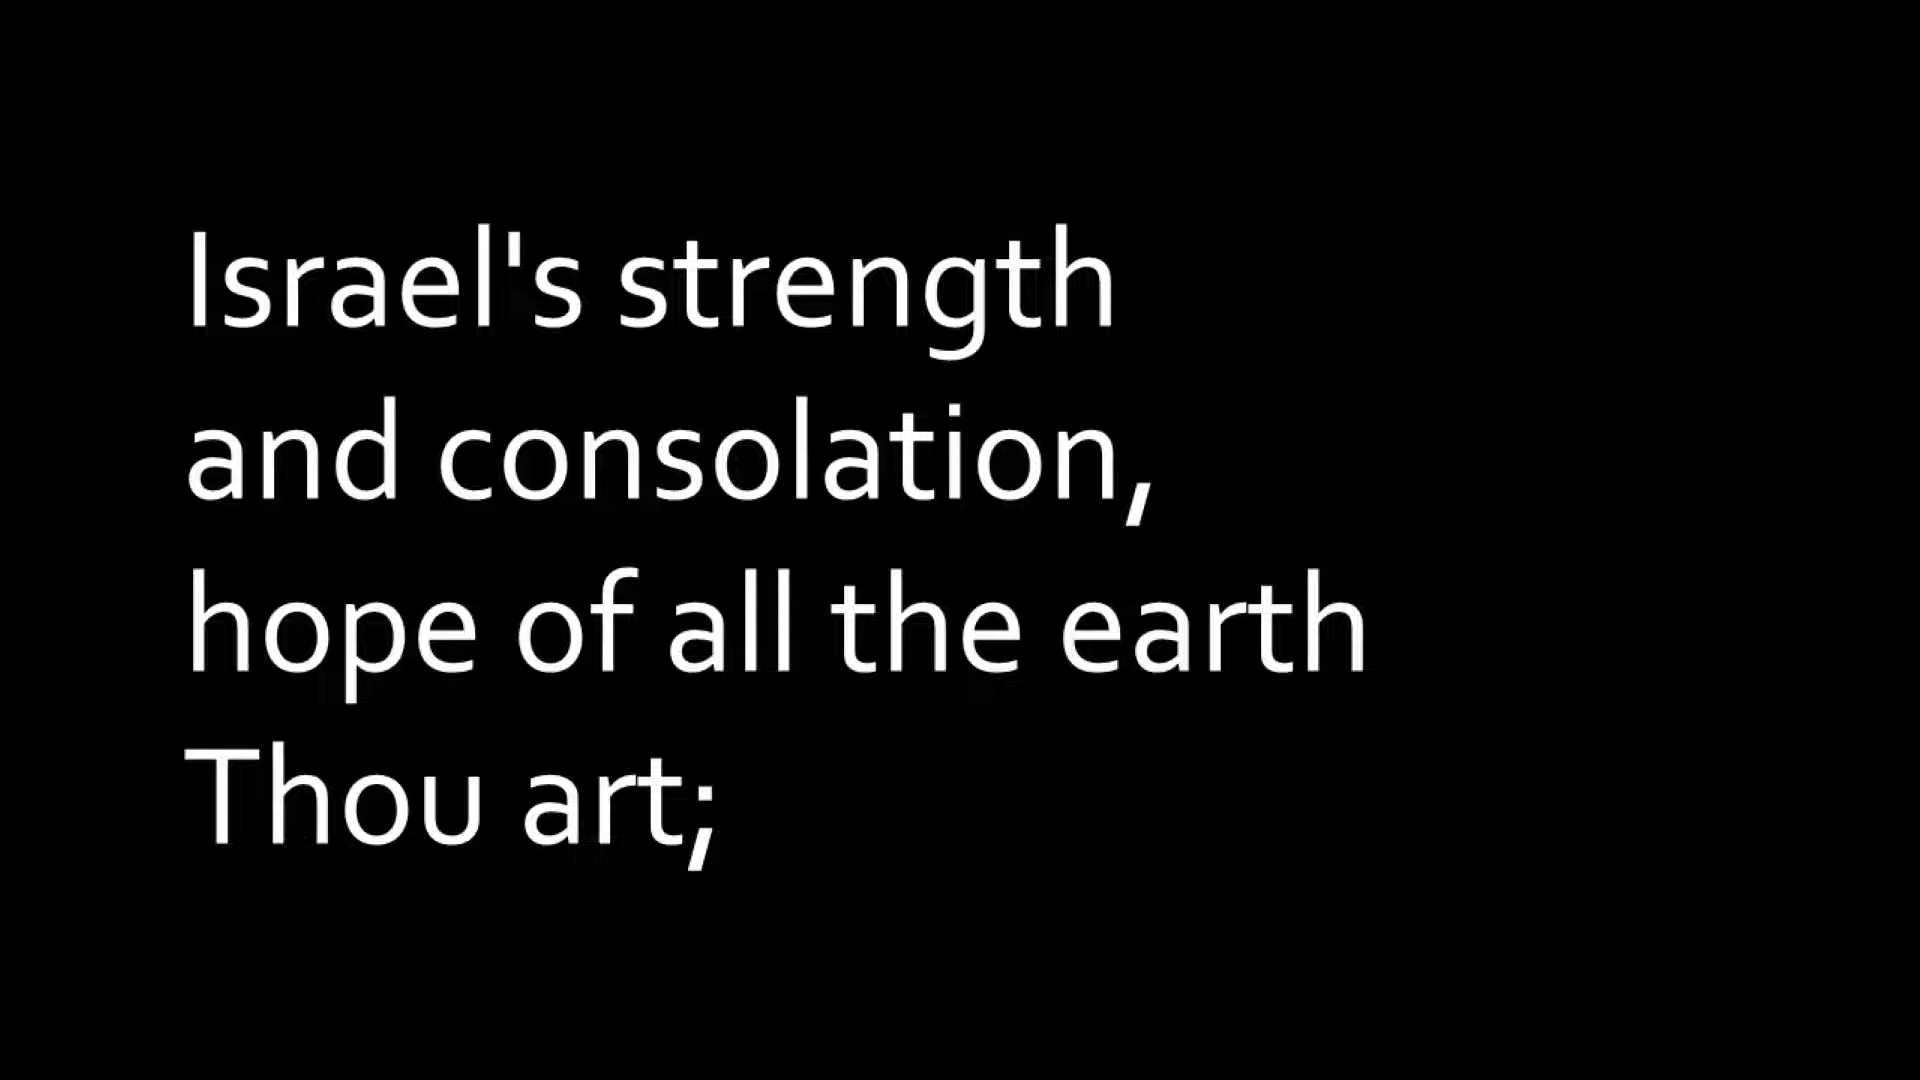 Israel's strength
and consolation,
hope of all the earth
Thou art;